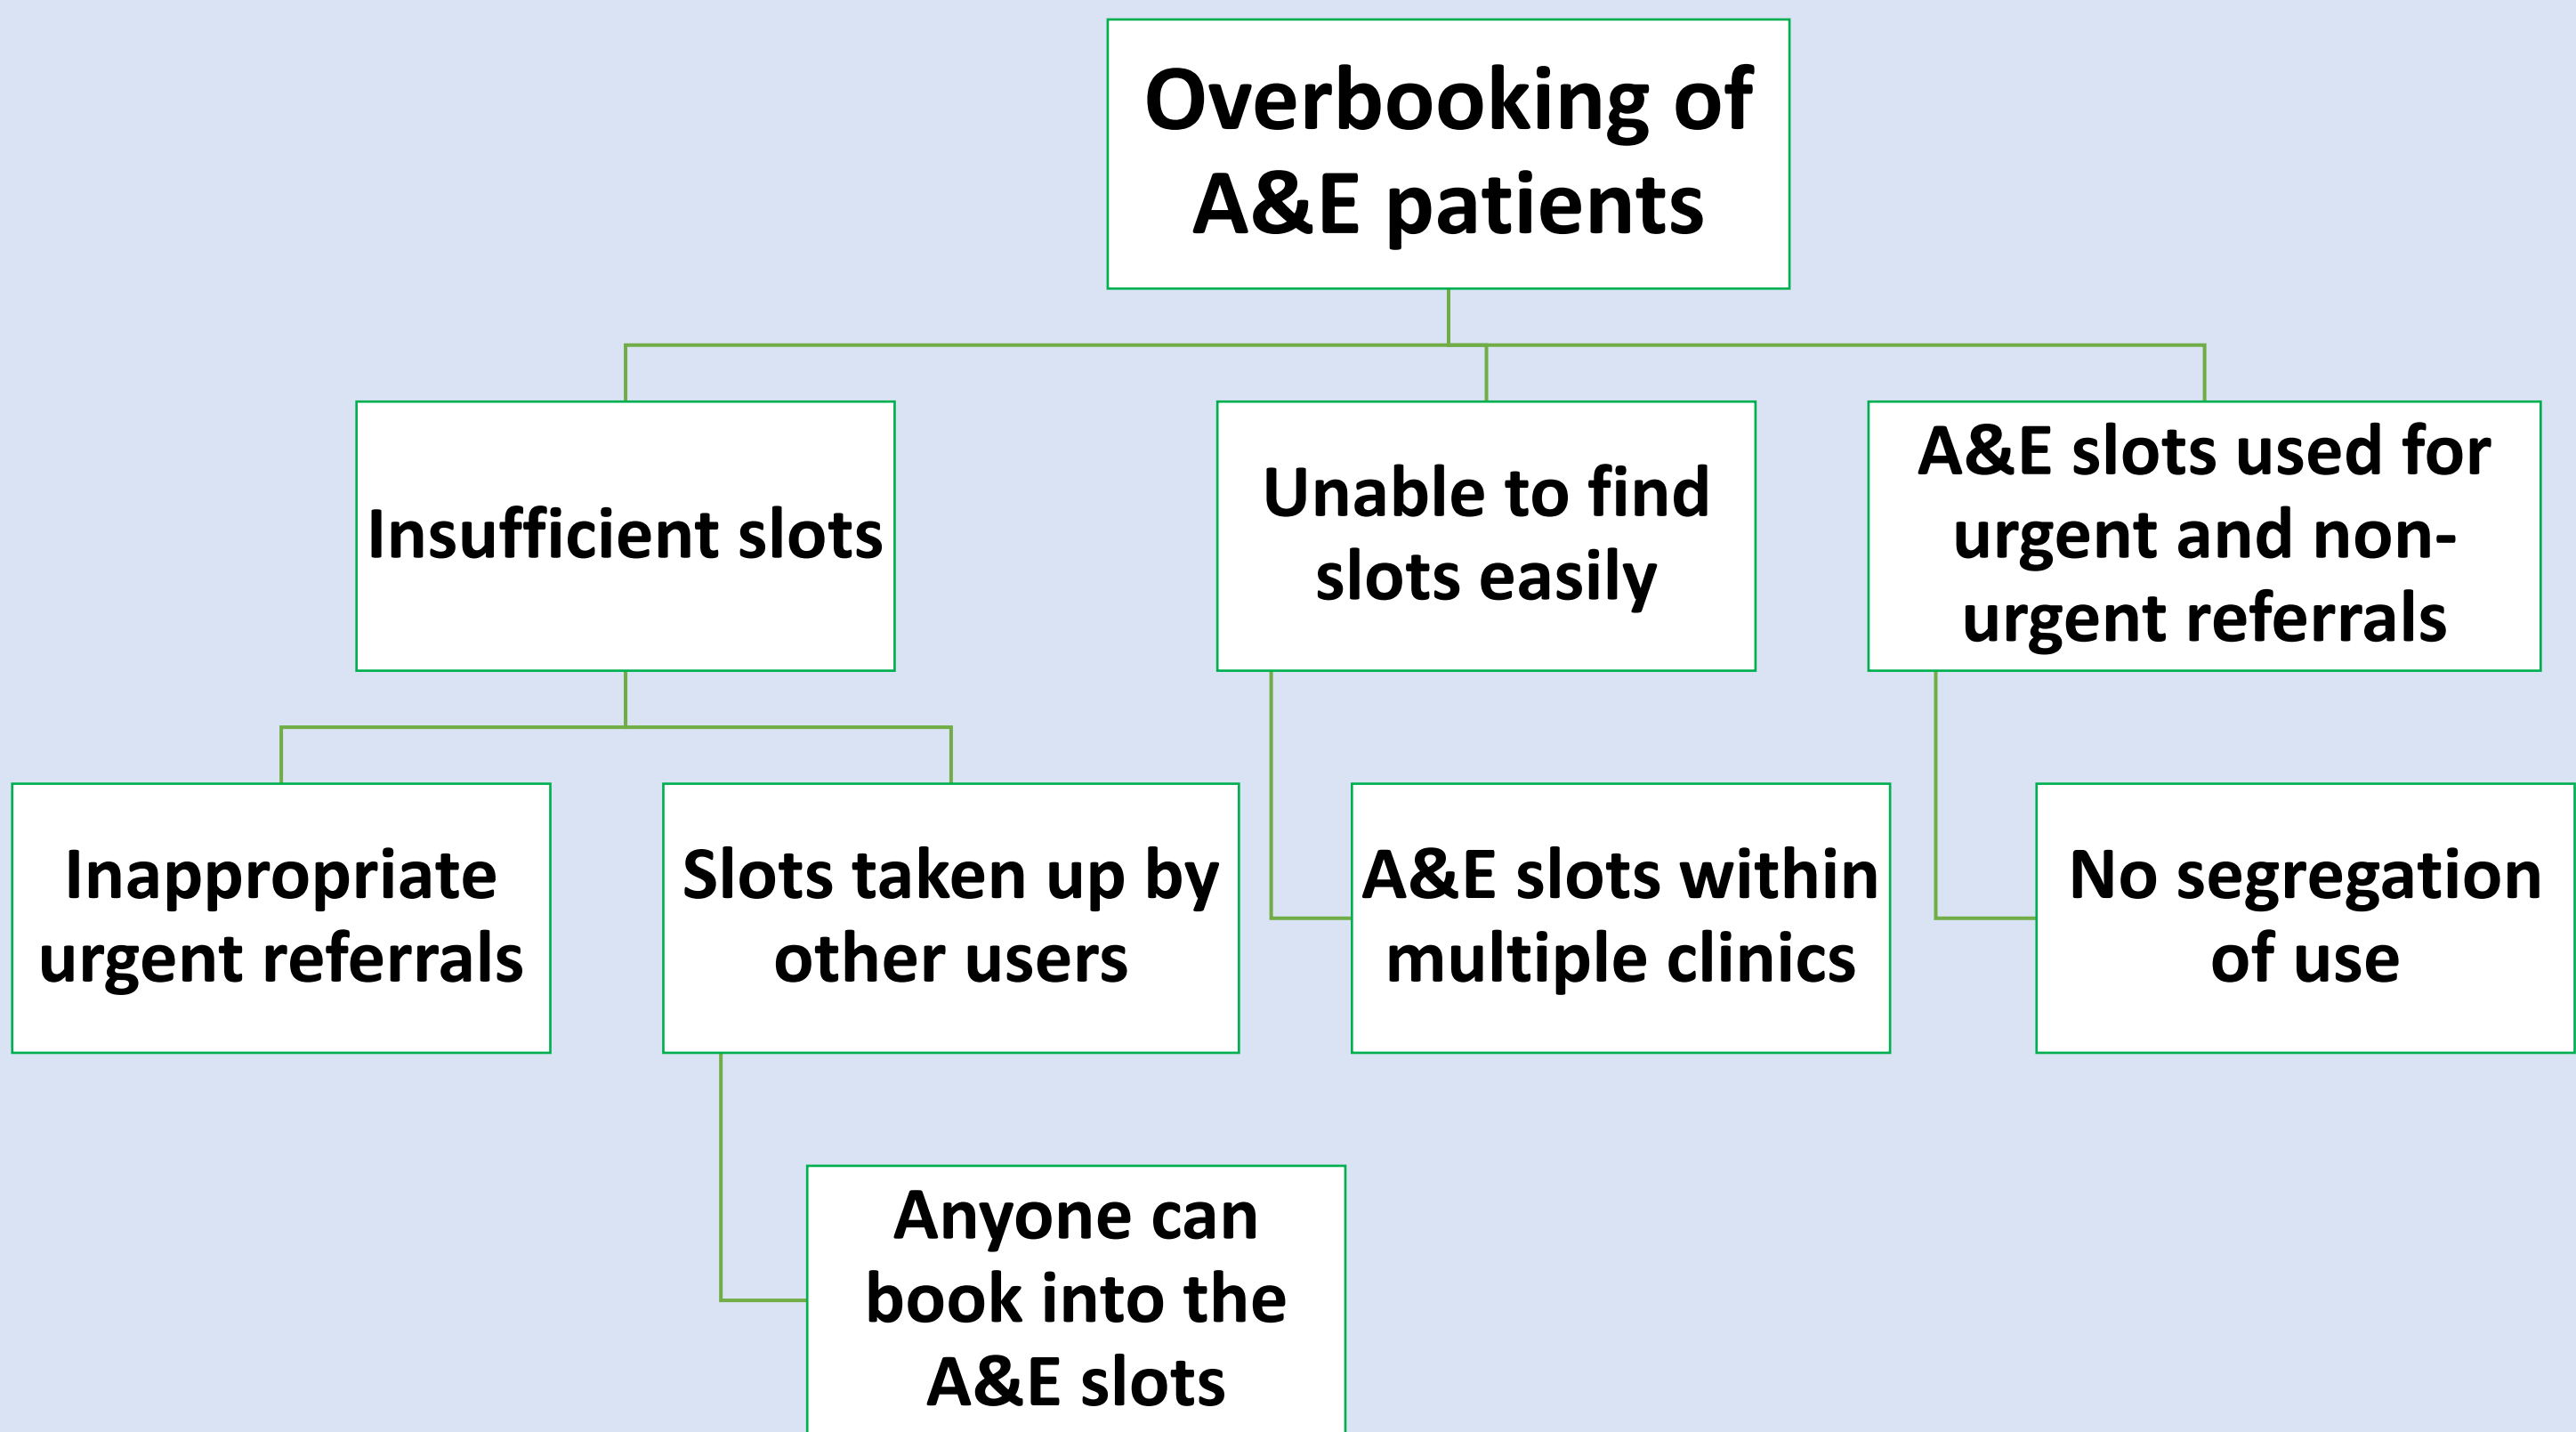 Overbooking of
A&E patients
Insufficient slots
Unable to find
slots easily
A&E slots used for
urgent and non-
urgent referrals
Inappropriate
urgent referrals
Slots taken up by
other users
A&E slots within
multiple clinics
No segregation
of use
Anyone can
book into the
A&E slots